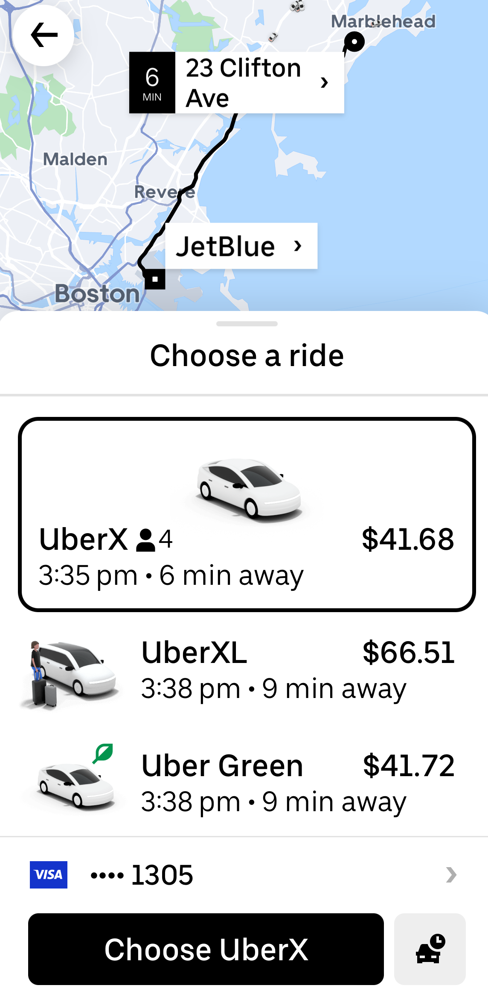 Marblehead
6
MIN
23 Clifton
Ave
Malden
Revere
JetBlue
Boston
Choose a ride
UberX 4
$41.68
3:35 pm • 6 min away
UberXL
$66.51
3:38 pm • 9 min away
Uber Green
$41.72
3:38 pm • 9 min away
VISA
•••• 1305
Choose UberX